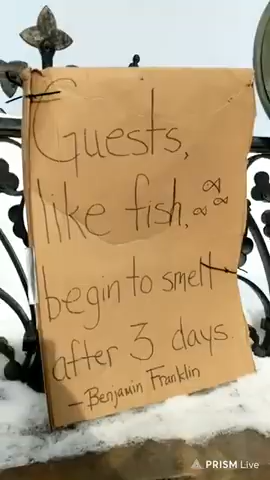 Guests,
like fish,
begin to smell
after 3 days.
— Benjamin Franklin
PRISM Live